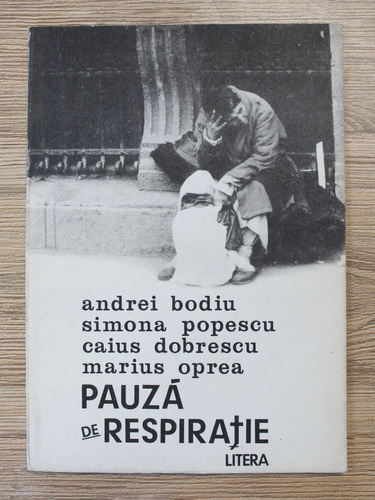 andrei bodiu
simona popescu
caius dobrescu
marius oprea
PAUZĂ
DE RESPIRAȚIE
LITERA